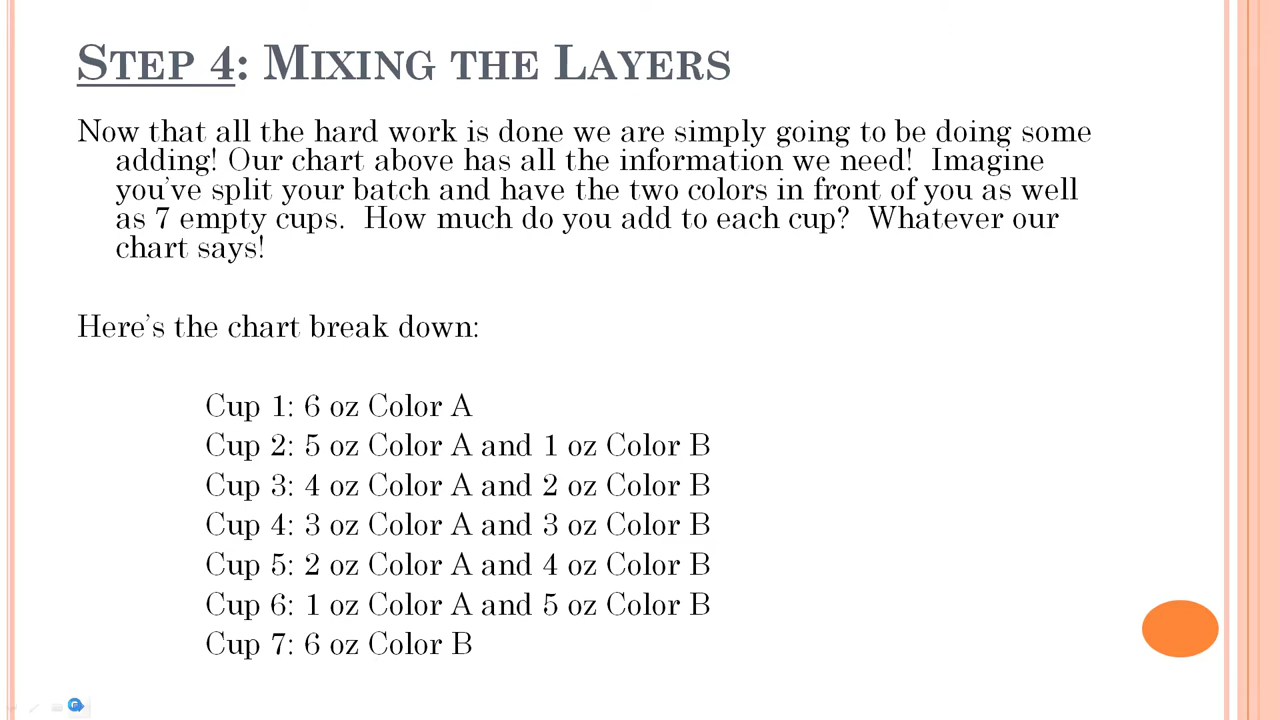 STEP 4: MIXING THE LAYERS
Now that all the hard work is done we are simply going to be doing some
adding! Our chart above has all the information we need!  Imagine
you've split your batch and have the two colors in front of you as well
as 7 empty cups.  How much do you add to each cup?  Whatever our
chart says!
Here's the chart break down:
Cup 1: 6 oz Color A
Cup 2: 5 oz Color A and 1 oz Color B
Cup 3: 4 oz Color A and 2 oz Color B
Cup 4: 3 oz Color A and 3 oz Color B
Cup 5: 2 oz Color A and 4 oz Color B
Cup 6: 1 oz Color A and 5 oz Color B
Cup 7: 6 oz Color B